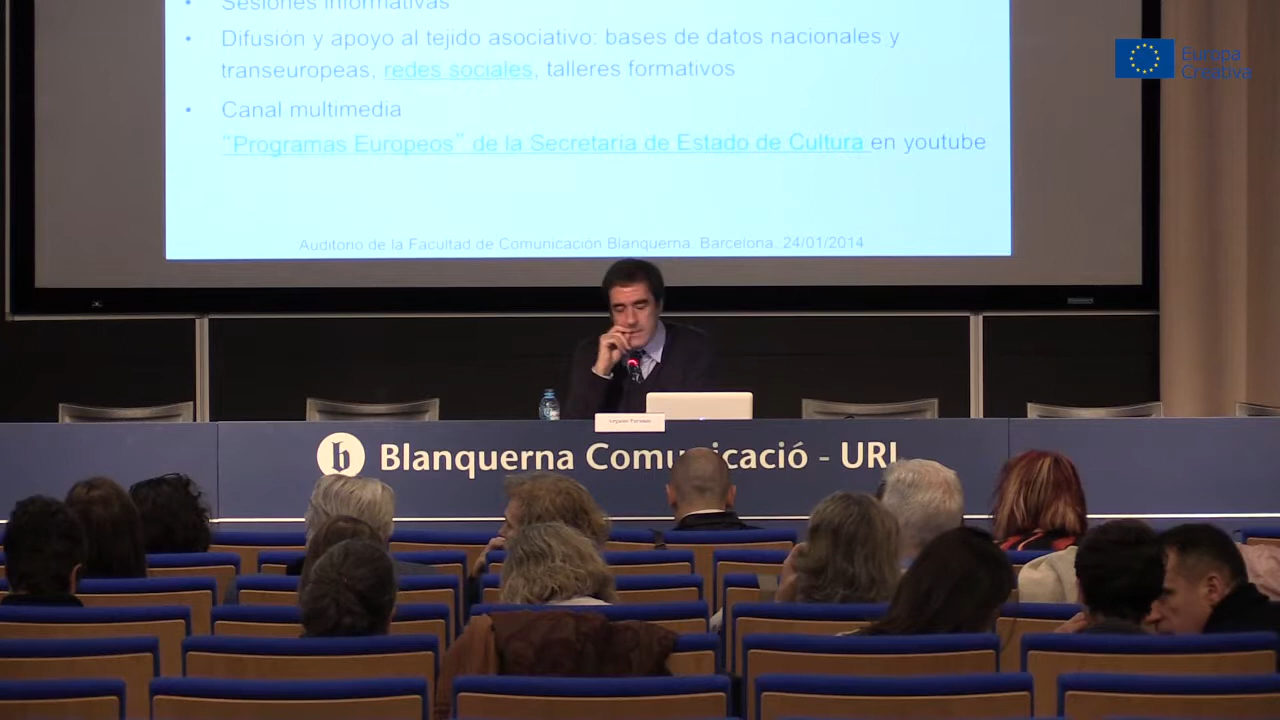 Sesiones informativas
Difusión y apoyo al tejido asociativo: bases de datos nacionales y
transeuropeas, redes sociales, talleres formativos
Canal multimedia
“Programas Europeos” de la Secretaría de Estado de Cultura en youtube
Auditorio de la Facultad de Comunicación Blanquerna. Barcelona. 24/01/2014
Europa
Creativa
b Blanquerna Comunicació - URL